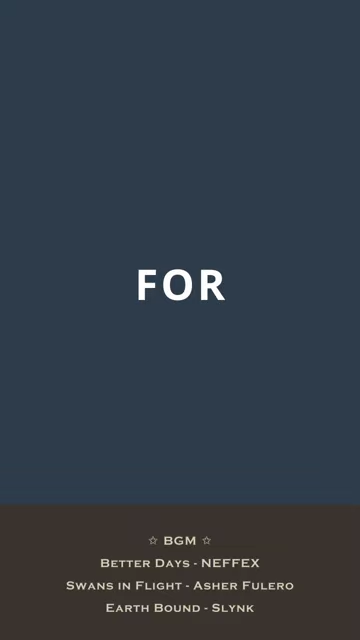 FOR
☆ BGM ☆
Better Days - NEFFEX
Swans in Flight - Asher Fulero
Earth Bound - Slynk